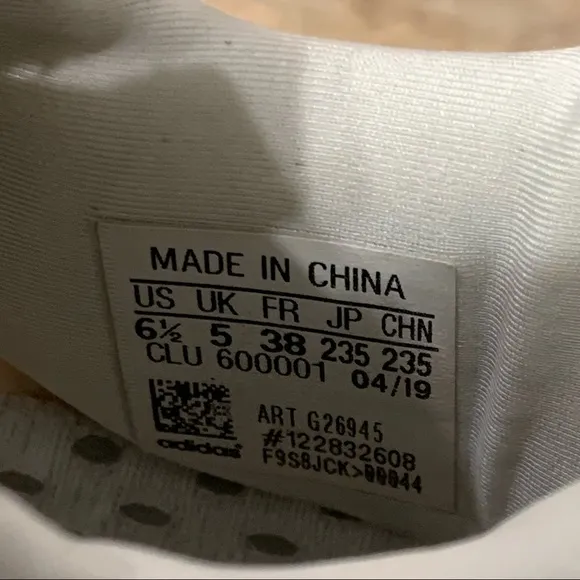 MADE IN CHINA
US UK FR JP CHN
6½ 5 38 235 235
CLU 600001 04/19
ART G26945
#122832608
adidas F9S8JCK>00044